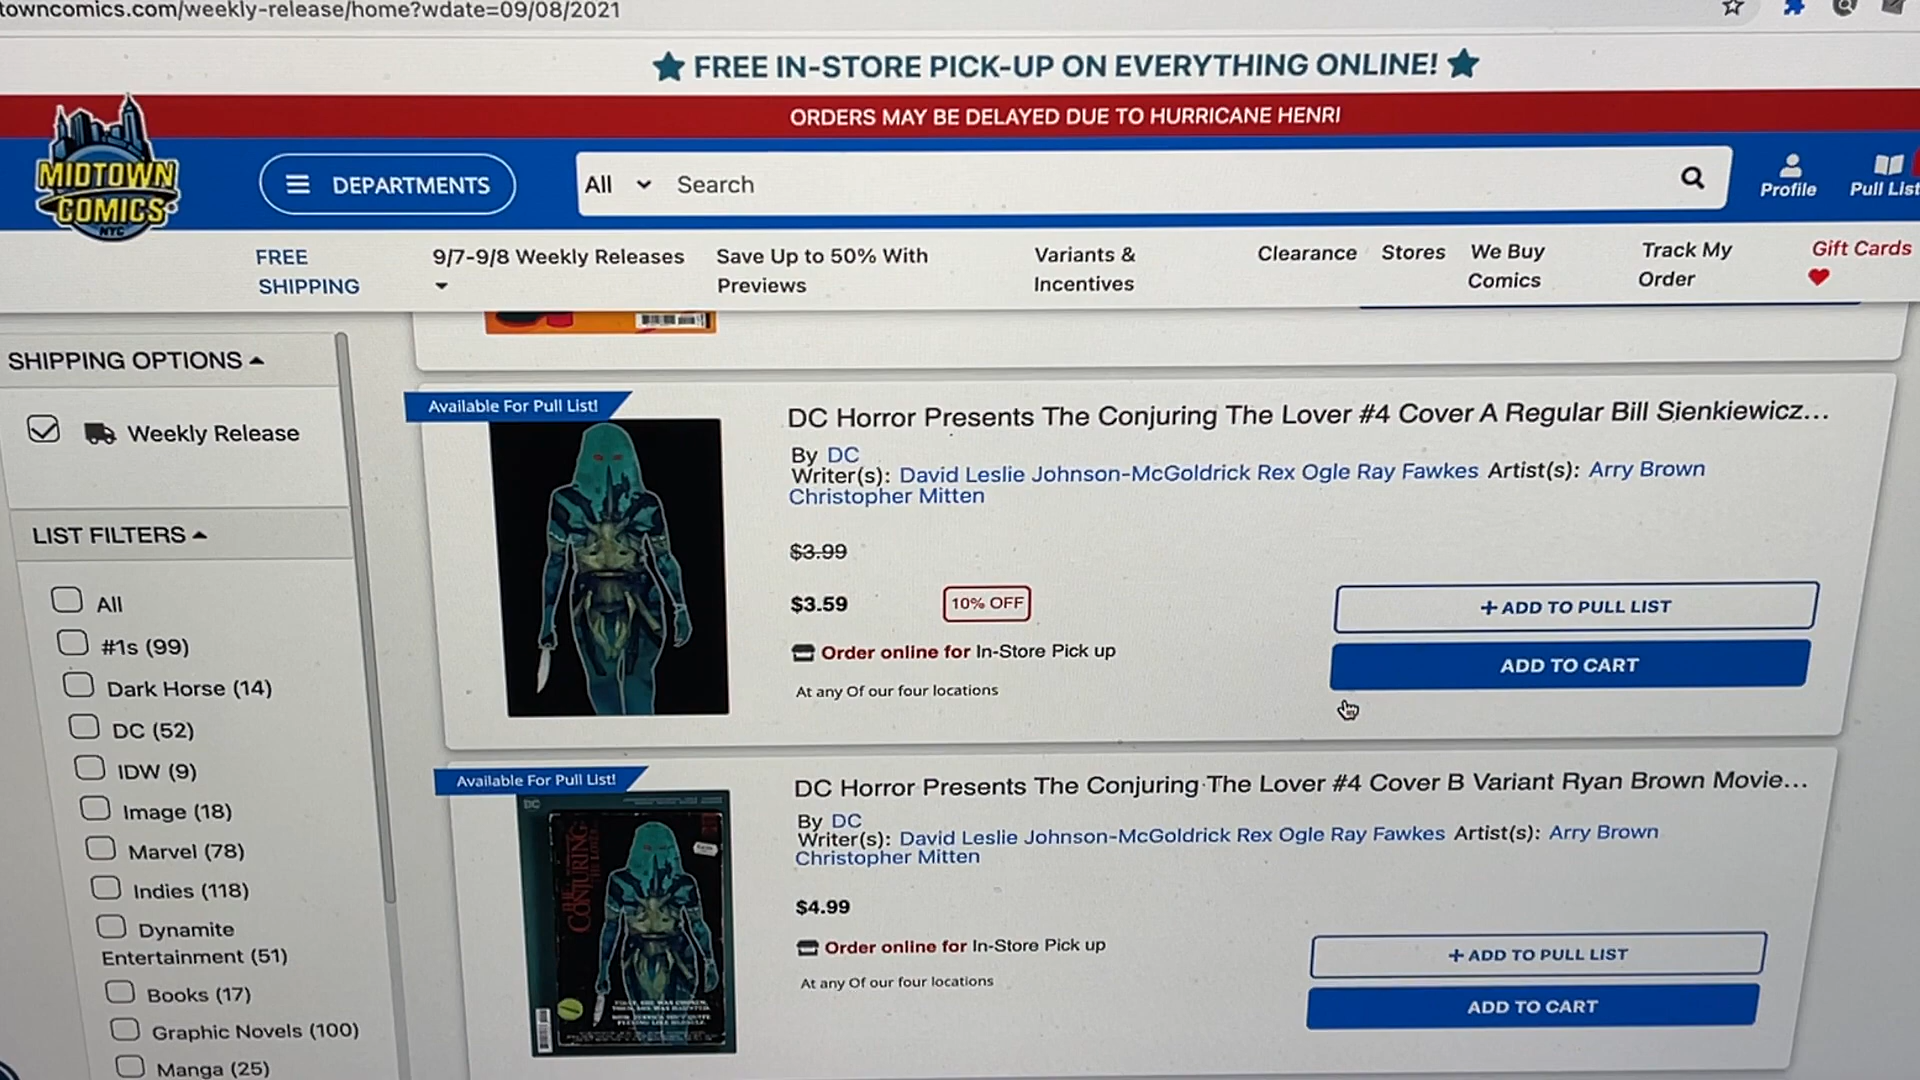 towncomics.com/weekly-release/home?wdate=09/08/2021
FREE IN-STORE PICK-UP ON EVERYTHING ONLINE!
ORDERS MAY BE DELAYED DUE TO HURRICANE HENRI
MIDTOWN
COMICS
NYC
DEPARTMENTS
All
Search
Profile
Pull List
FREE
SHIPPING
9/7-9/8 Weekly Releases
Save Up to 50% With
Previews
Variants &
Incentives
Clearance
Stores
We Buy
Comics
Track My
Order
Gift Cards
SHIPPING OPTIONS
Weekly Release
LIST FILTERS
All
#1s (99)
Dark Horse (14)
DC (52)
IDW (9)
Image (18)
Marvel (78)
Indies (118)
Dynamite
Entertainment (51)
Books (17)
Graphic Novels (100)
Manga (25)
Available For Pull List!
DC Horror Presents The Conjuring The Lover #4 Cover A Regular Bill Sienkiewicz...
By DC
Writer(s): David Leslie Johnson-McGoldrick Rex Ogle Ray Fawkes Artist(s): Arry Brown
Christopher Mitten
$3.99
$3.59
10% OFF
Order online for In-Store Pick up
At any Of our four locations
+ ADD TO PULL LIST
ADD TO CART
Available For Pull List!
DC
THE
CONJURING
THE LOVER
DC Horror Presents The Conjuring The Lover #4 Cover B Variant Ryan Brown Movie...
By DC
Writer(s): David Leslie Johnson-McGoldrick Rex Ogle Ray Fawkes Artist(s): Arry Brown
Christopher Mitten
$4.99
Order online for In-Store Pick up
At any Of our four locations
+ ADD TO PULL LIST
ADD TO CART